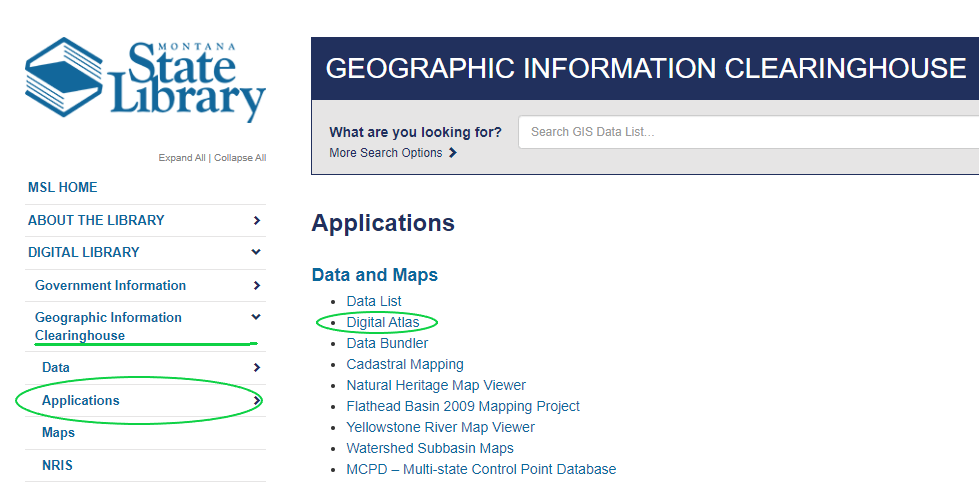 MONTANA
State
Library
GEOGRAPHIC INFORMATION CLEARINGHOUSE
What are you looking for?
Search GIS Data List...
More Search Options
Expand All | Collapse All
MSL HOME
ABOUT THE LIBRARY
DIGITAL LIBRARY
Government Information
Geographic Information
Clearinghouse
Data
Applications
Maps
NRIS
Applications
Data and Maps
Data List
Digital Atlas
Data Bundler
Cadastral Mapping
Natural Heritage Map Viewer
Flathead Basin 2009 Mapping Project
Yellowstone River Map Viewer
Watershed Subbasin Maps
MCPD – Multi-state Control Point Database